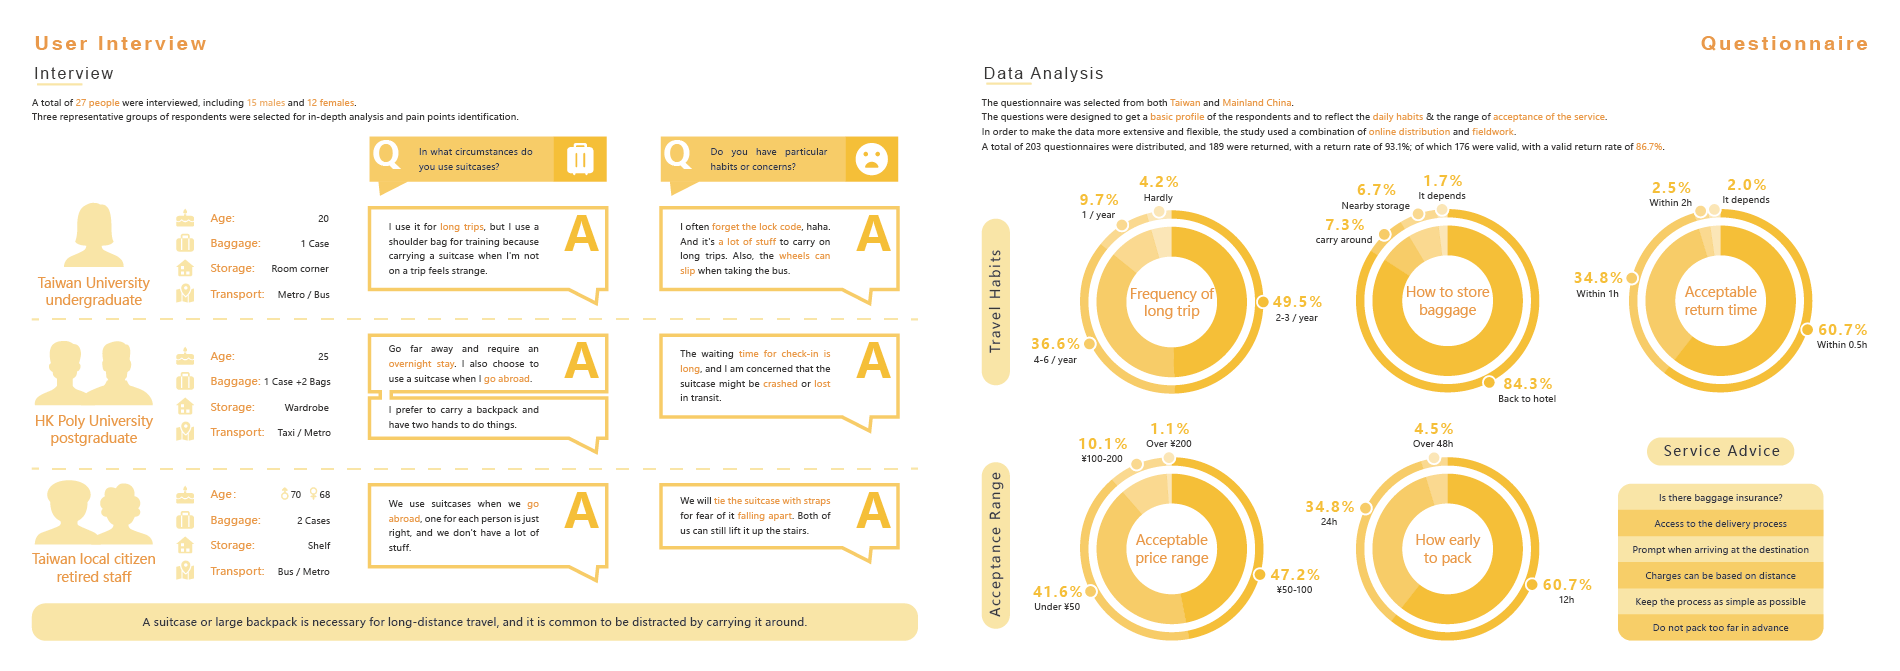 User Interview
Interview
A total of 27 people were interviewed, including 15 males and 12 females.
Three representative groups of respondents were selected for in-depth analysis and pain points identification.
Q
In what circumstances do
you use suitcases?
Q
Do you have particular
habits or concerns?
Taiwan University
undergraduate
Age: 20
Baggage: 1 Case
Storage: Room corner
Transport: Metro / Bus
I use it for long trips, but I use a
shoulder bag for training because
carrying a suitcase when I'm not
on a trip feels strange.
A
I often forget the lock code, haha.
And it's a lot of stuff to carry on
long trips. Also, the wheels can
slip when taking the bus.
A
HK Poly University
postgraduate
Age: 25
Baggage: 1 Case +2 Bags
Storage: Wardrobe
Transport: Taxi / Metro
Go far away and require an
overnight stay. I also choose to
use a suitcase when I go abroad.
A
I prefer to carry a backpack and
have two hands to do things.
The waiting time for check-in is
long, and I am concerned that the
suitcase might be crashed or lost
in transit.
A
Taiwan local citizen
retired staff
Age: 70 68
Baggage: 2 Cases
Storage: Shelf
Transport: Bus / Metro
We use suitcases when we go
abroad, one for each person is just
right, and we don't have a lot of
stuff.
A
We will tie the suitcase with straps
for fear of it falling apart. Both of
us can still lift it up the stairs.
A
A suitcase or large backpack is necessary for long-distance travel, and it is common to be distracted by carrying it around.
Questionnaire
Data Analysis
The questionnaire was selected from both Taiwan and Mainland China.
The questions were designed to get a basic profile of the respondents and to reflect the daily habits & the range of acceptance of the service.
In order to make the data more extensive and flexible, the study used a combination of online distribution and fieldwork.
A total of 203 questionnaires were distributed, and 189 were returned, with a return rate of 93.1%; of which 176 were valid, with a valid return rate of 86.7%.
Travel Habits
Frequency of
long trip
4.2%
Hardly
9.7%
1 / year
49.5%
2-3 / year
36.6%
4-6 / year
How to store
baggage
1.7%
It depends
6.7%
Nearby storage
7.3%
carry around
84.3%
Back to hotel
Acceptable
return time
2.5%
Within 2h
2.0%
It depends
34.8%
Within 1h
60.7%
Within 0.5h
Acceptance Range
Acceptable
price range
1.1%
Over ¥200
10.1%
¥100-200
47.2%
¥50-100
41.6%
Under ¥50
How early
to pack
4.5%
Over 48h
34.8%
24h
60.7%
12h
Service Advice
Is there baggage insurance?
Access to the delivery process
Prompt when arriving at the destination
Charges can be based on distance
Keep the process as simple as possible
Do not pack too far in advance